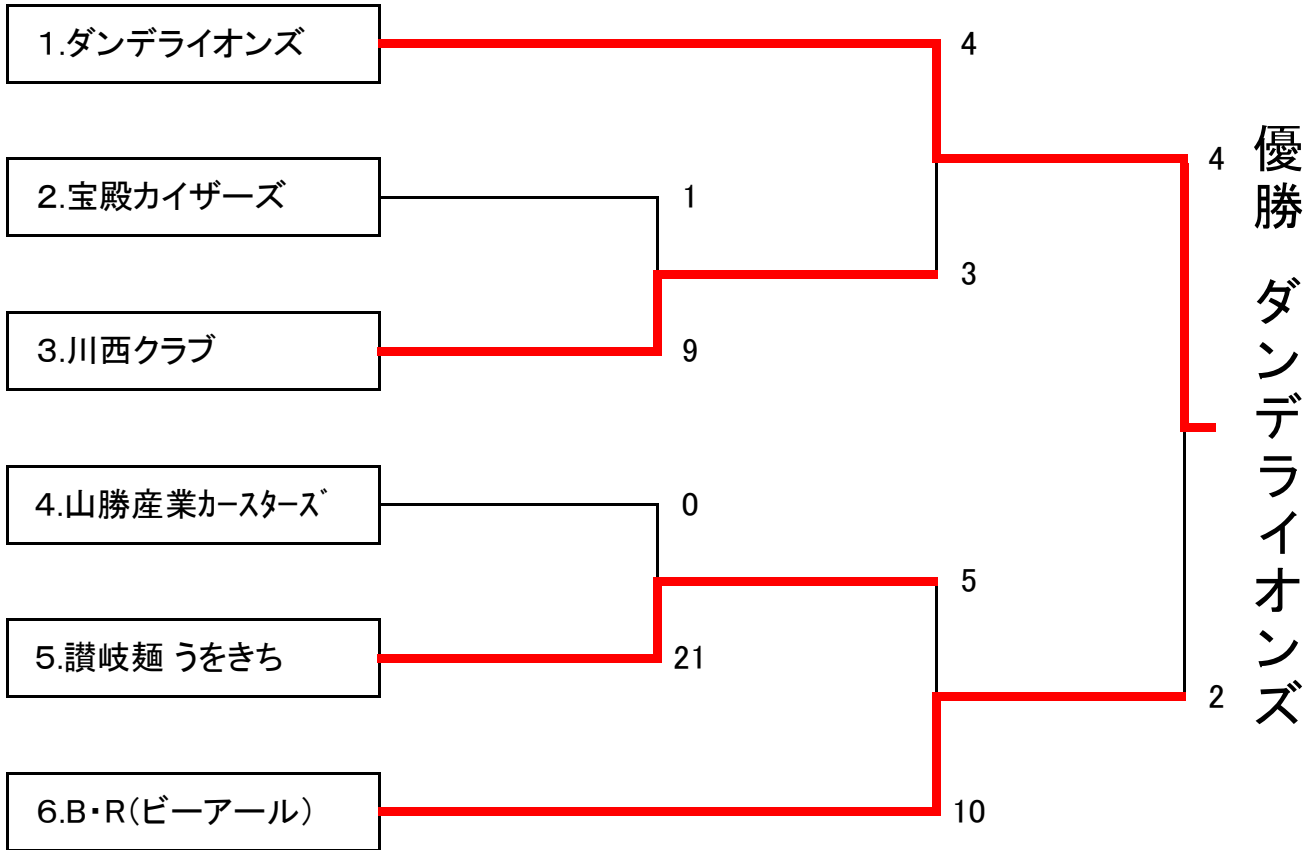 1.ダンデライオンズ
4
2.宝殿カイザーズ
1
4
3
3.川西クラブ
9
4.山勝産業ｶｰｽﾀｰｽﾞ
0
5
5.讃岐麺 うをきち
21
2
6.B・R(ビーアール)
10
優勝 ダンデライオンズ